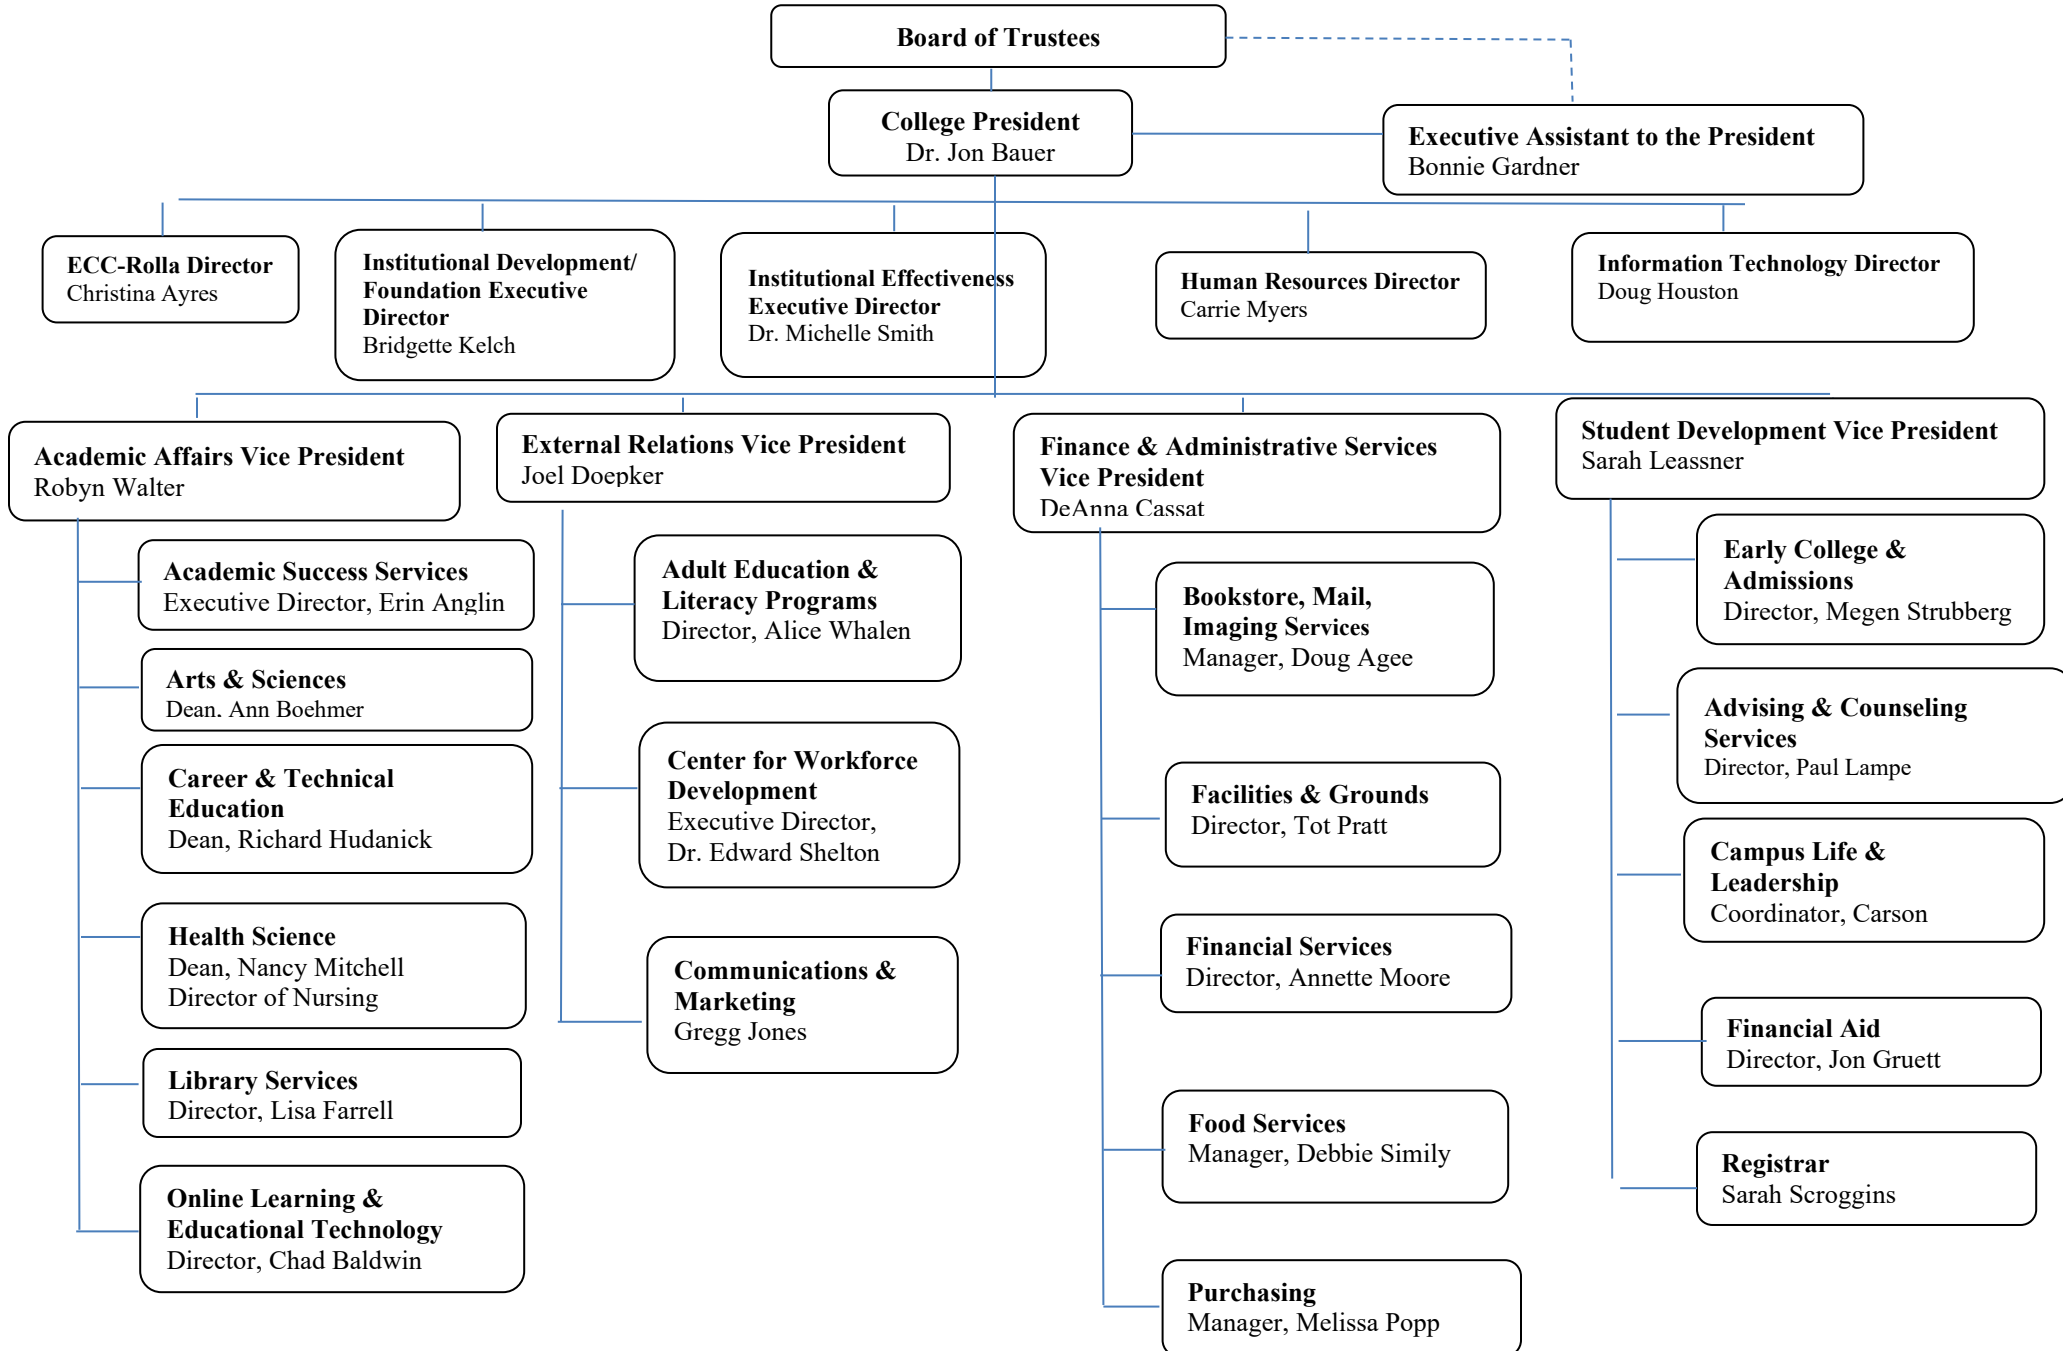 Board of Trustees
College President
Dr. Jon Bauer
Executive Assistant to the President
Bonnie Gardner
ECC-Rolla Director
Christina Ayres
Institutional Development/
Foundation Executive
Director
Bridgette Kelch
Institutional Effectiveness
Executive Director
Dr. Michelle Smith
Human Resources Director
Carrie Myers
Information Technology Director
Doug Houston
Academic Affairs Vice President
Robyn Walter
Academic Success Services
Executive Director, Erin Anglin
Arts & Sciences
Dean, Ann Boehmer
Career & Technical
Education
Dean, Richard Hudanick
Health Science
Dean, Nancy Mitchell
Director of Nursing
Library Services
Director, Lisa Farrell
Online Learning &
Educational Technology
Director, Chad Baldwin
External Relations Vice President
Joel Doepker
Adult Education &
Literacy Programs
Director, Alice Whalen
Center for Workforce
Development
Executive Director,
Dr. Edward Shelton
Communications &
Marketing
Gregg Jones
Finance & Administrative Services
Vice President
DeAnna Cassat
Bookstore, Mail,
Imaging Services
Manager, Doug Agee
Facilities & Grounds
Director, Tot Pratt
Financial Services
Director, Annette Moore
Food Services
Manager, Debbie Simily
Purchasing
Manager, Melissa Popp
Student Development Vice President
Sarah Leassner
Early College &
Admissions
Director, Megen Strubberg
Advising & Counseling
Services
Director, Paul Lampe
Campus Life &
Leadership
Coordinator, Carson
Financial Aid
Director, Jon Gruett
Registrar
Sarah Scroggins